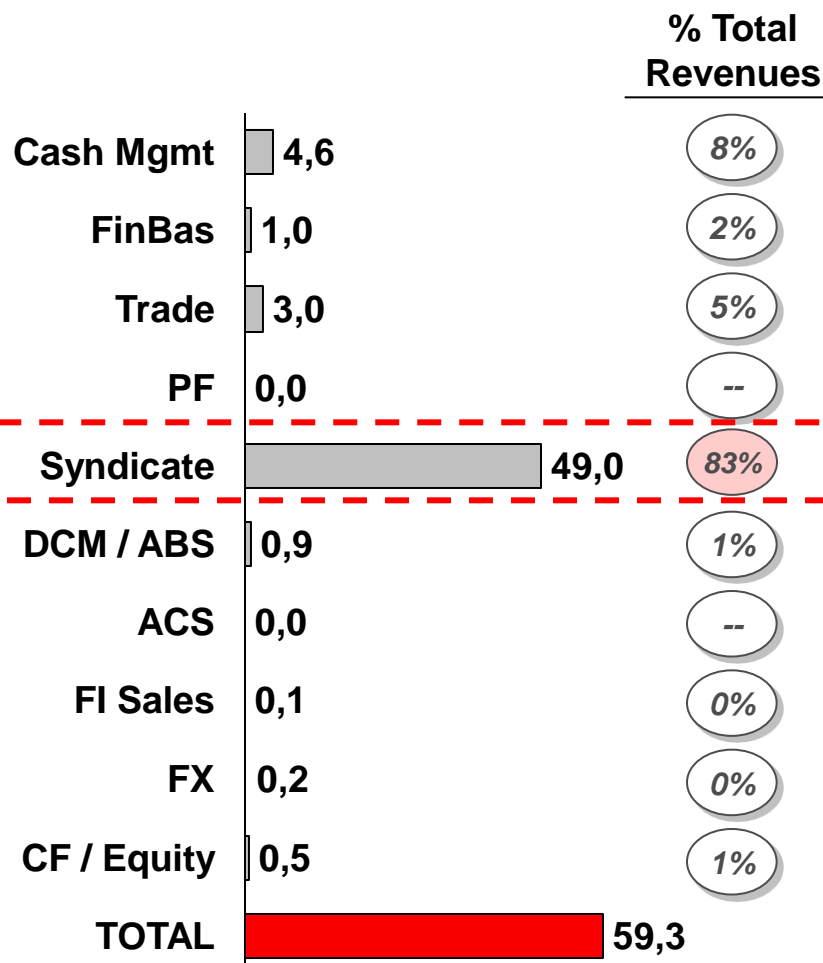 % Total
Revenues
Cash Mgmt 4,6 8%
FinBas 1,0 2%
Trade 3,0 5%
PF 0,0 --
Syndicate 49,0 83%
DCM / ABS 0,9 1%
ACS 0,0 --
FI Sales 0,1 0%
FX 0,2 0%
CF / Equity 0,5 1%
TOTAL 59,3